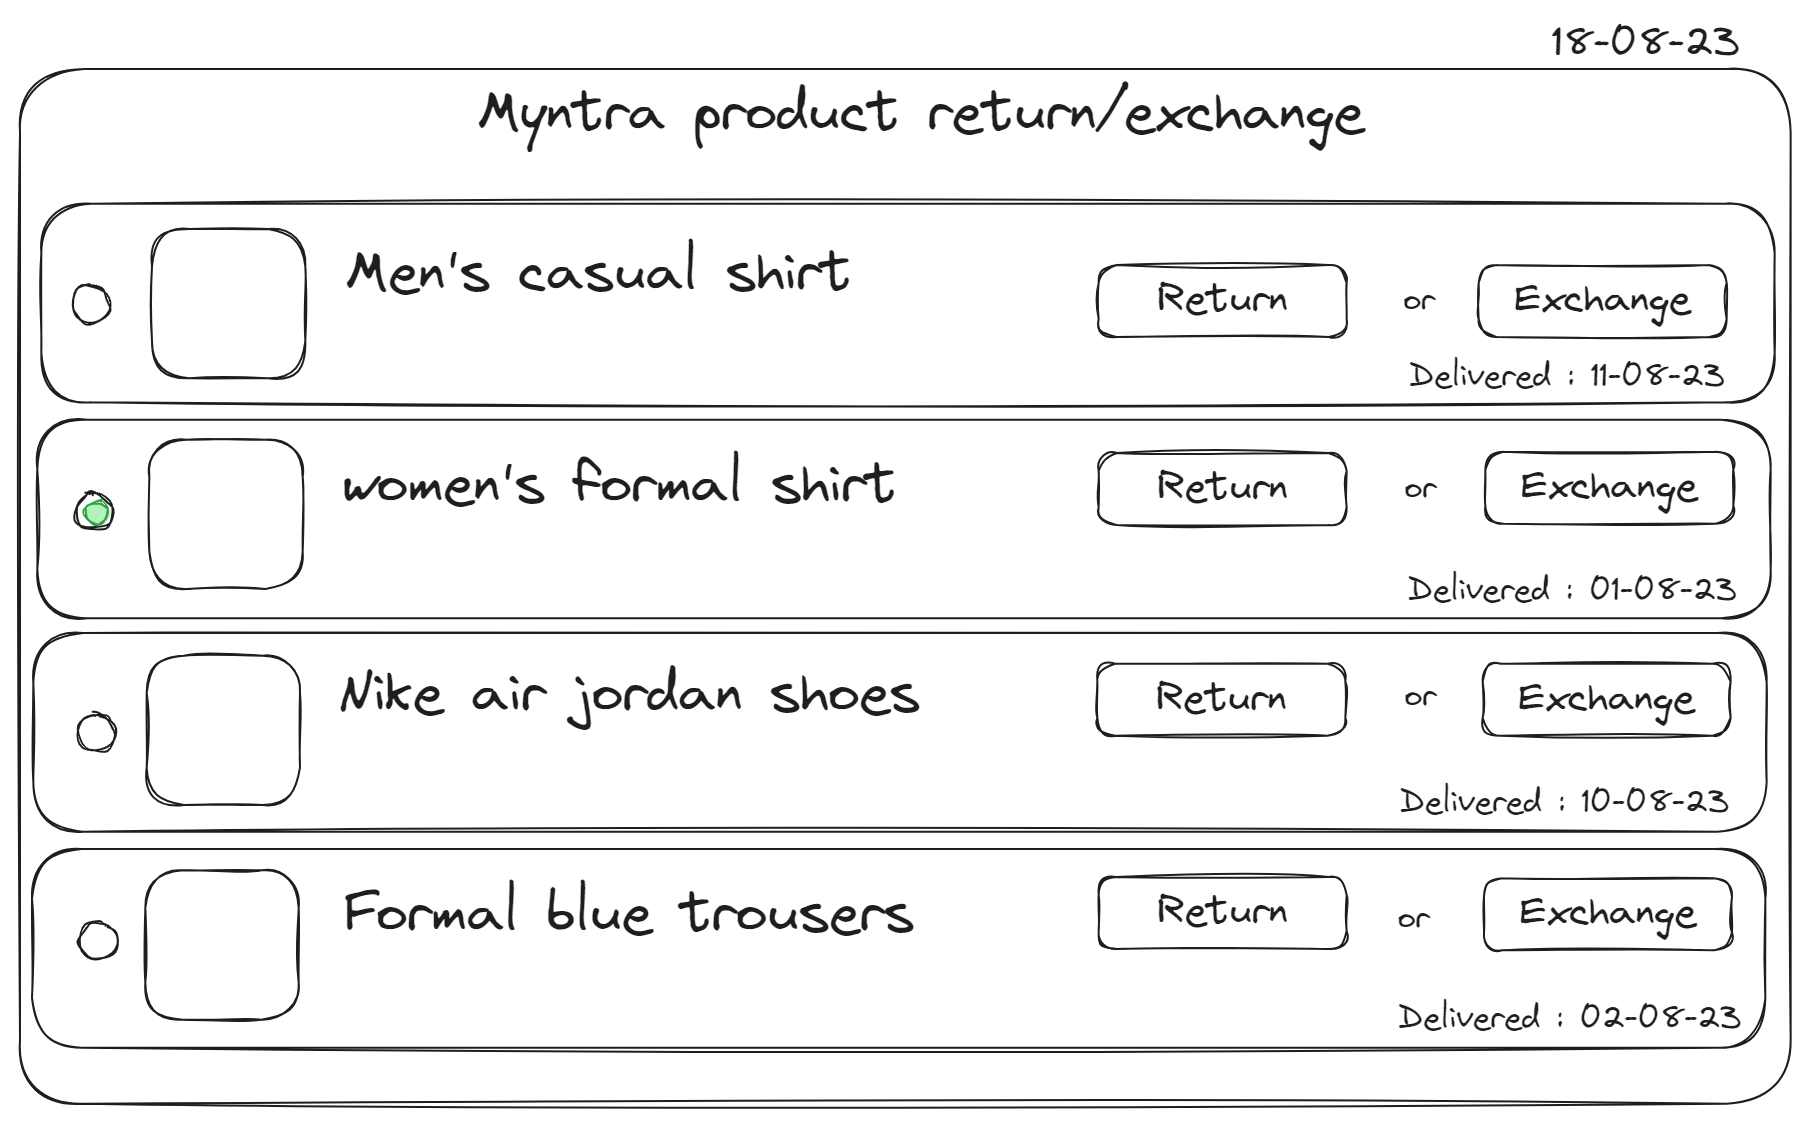 18-08-23
Myntra product return/exchange
Men's casual shirt
Return or Exchange
Delivered : 11-08-23
women's formal shirt
Return or Exchange
Delivered : 01-08-23
Nike air jordan shoes
Return or Exchange
Delivered : 10-08-23
Formal blue trousers
Return or Exchange
Delivered : 02-08-23